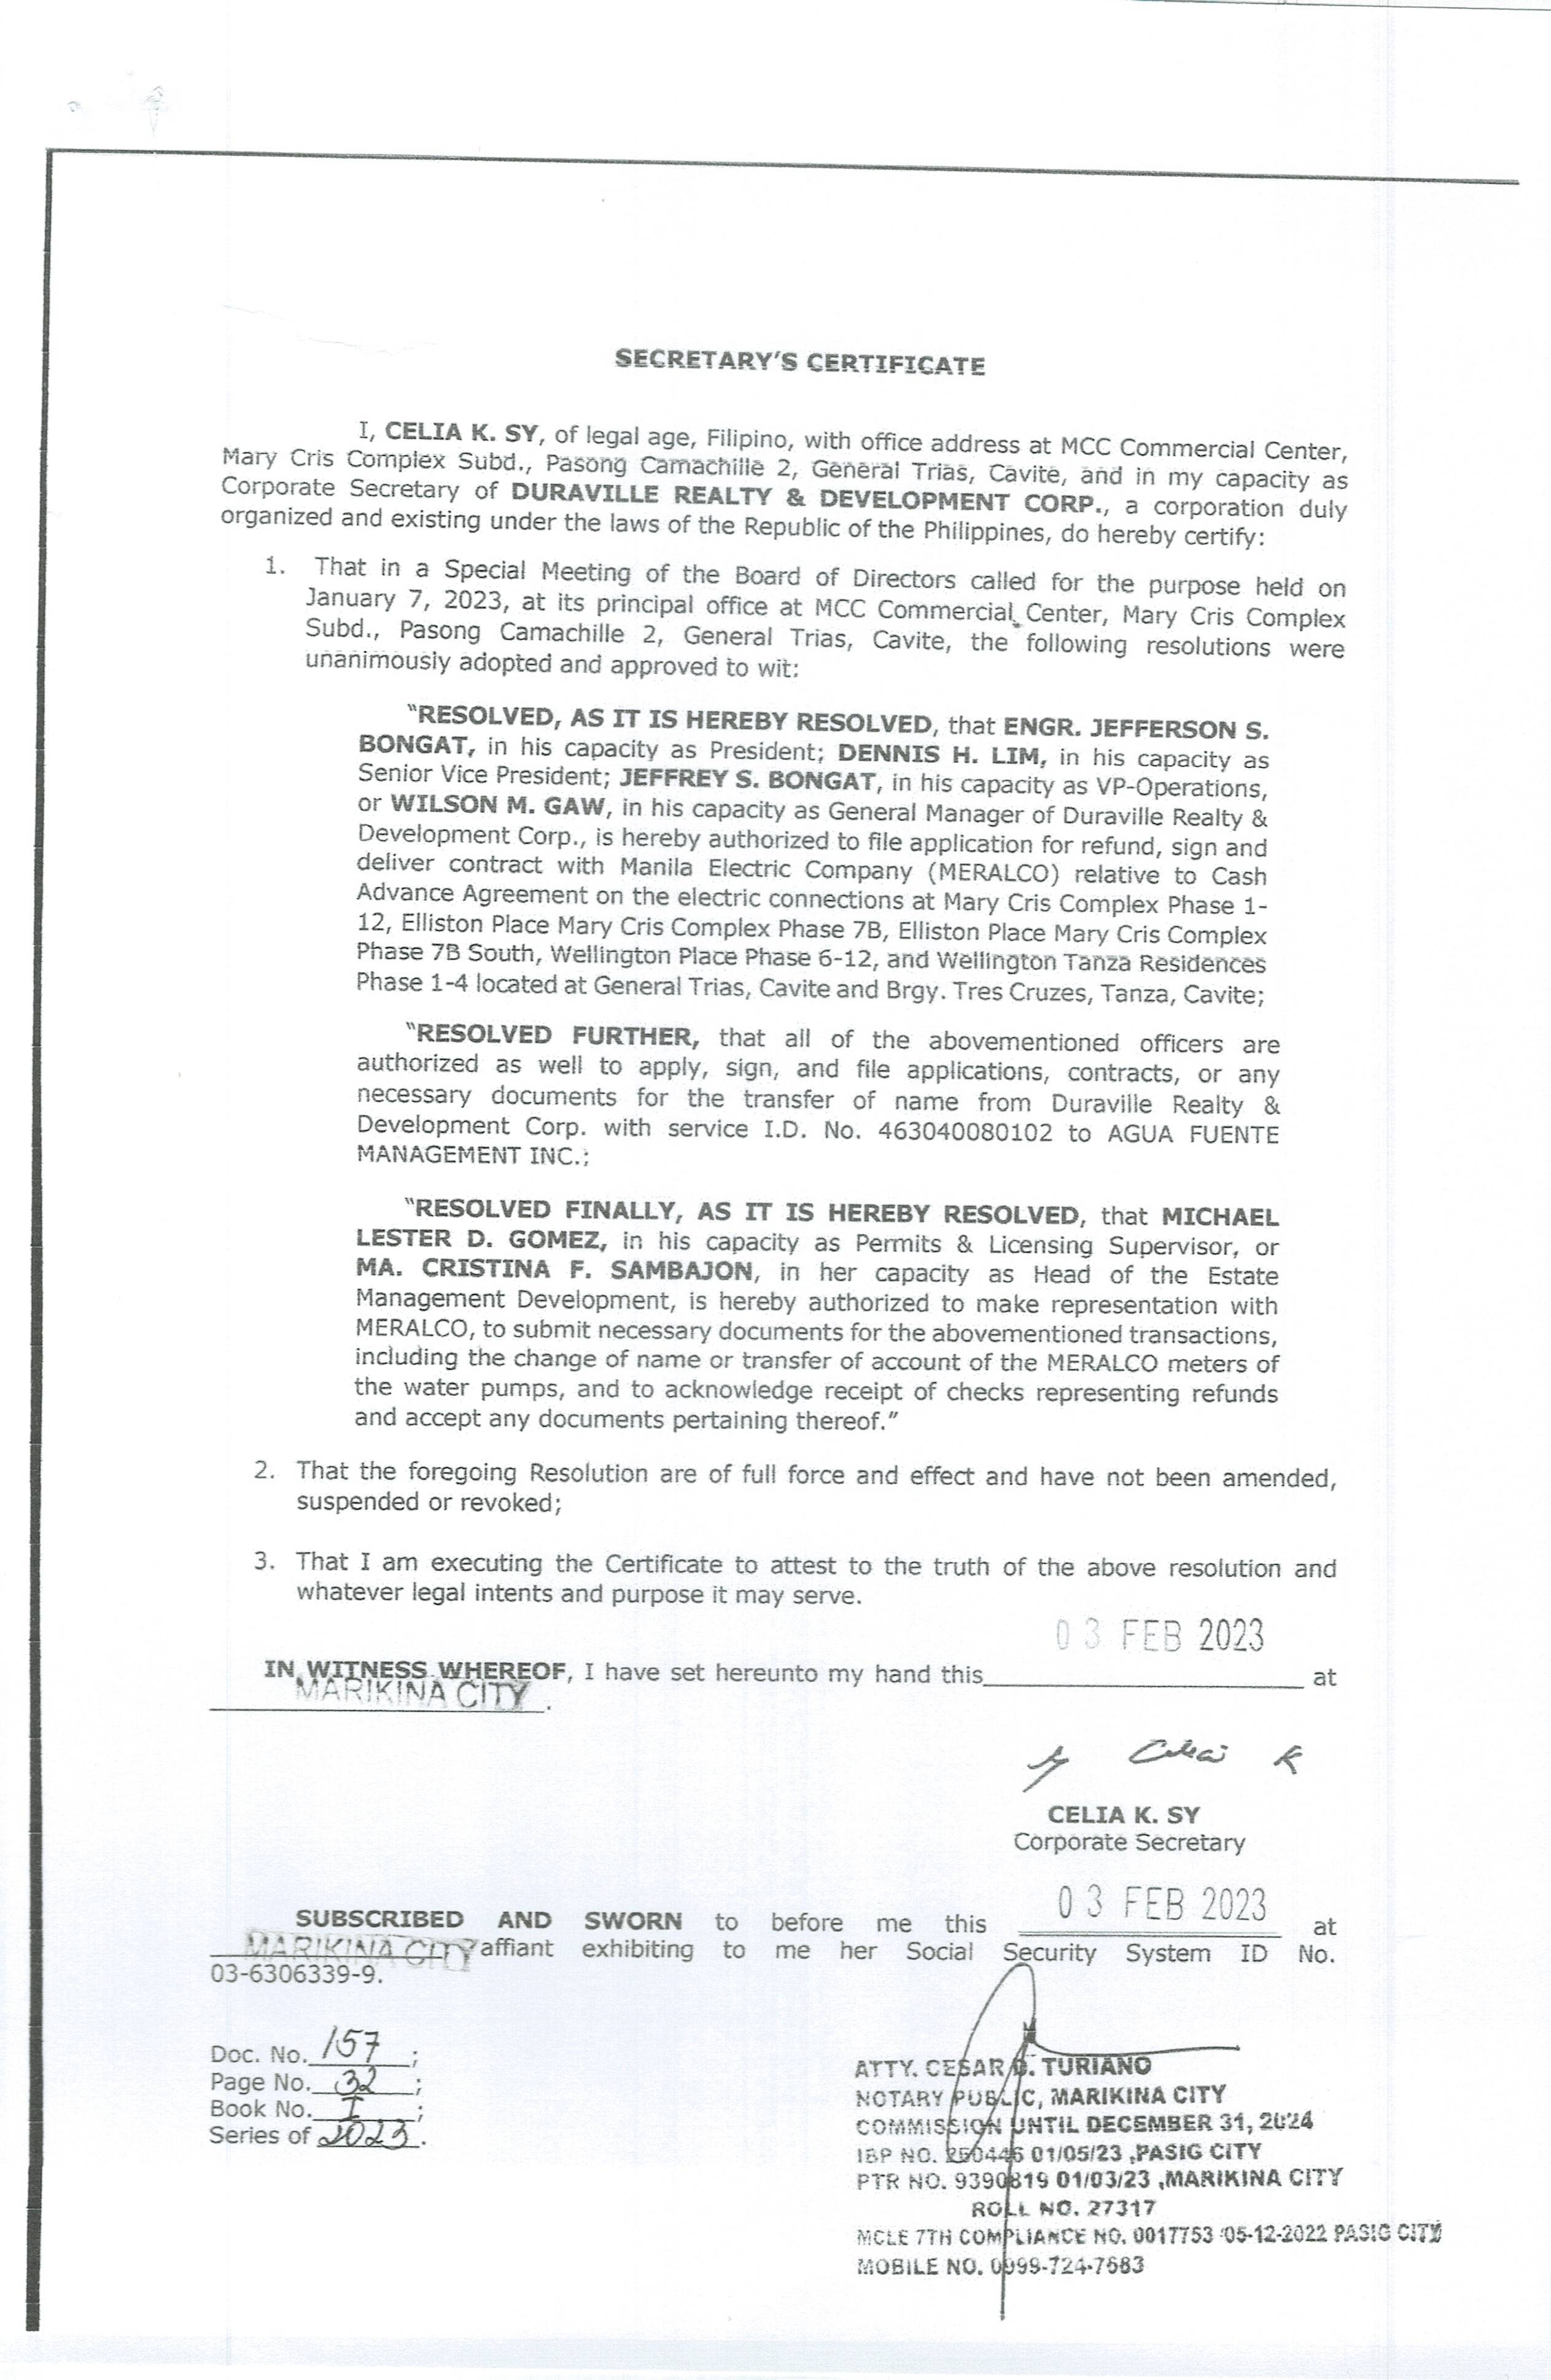 SECRETARY'S CERTIFICATE
I, CELIA K. SY, of legal age, Filipino, with office address at MCC Commercial Center,
Mary Cris Complex Subd., Pasong Camachille 2, General Trias, Cavite, and in my capacity as
Corporate Secretary of DURAVILLE REALTY & DEVELOPMENT CORP., a corporation duly
organized and existing under the laws of the Republic of the Philippines, do hereby certify:
1. That in a Special Meeting of the Board of Directors called for the purpose held on
January 7, 2023, at its principal office at MCC Commercial Center, Mary Cris Complex
Subd., Pasong Camachille 2, General Trias, Cavite, the following resolutions were
unanimously adopted and approved to wit:
"RESOLVED, AS IT IS HEREBY RESOLVED, that ENGR. JEFFERSON S.
BONGAT, in his capacity as President; DENNIS H. LIM, in his capacity as
Senior Vice President; JEFFREY S. BONGAT, in his capacity as VP-Operations,
or WILSON M. GAW, in his capacity as General Manager of Duraville Realty &
Development Corp., is hereby authorized to file application for refund, sign and
deliver contract with Manila Electric Company (MERALCO) relative to Cash
Advance Agreement on the electric connections at Mary Cris Complex Phase 1-
12, Elliston Place Mary Cris Complex Phase 7B, Elliston Place Mary Cris Complex
Phase 7B South, Wellington Place Phase 6-12, and Wellington Tanza Residences
Phase 1-4 located at General Trias, Cavite and Brgy. Tres Cruzes, Tanza, Cavite;
"RESOLVED FURTHER, that all of the abovementioned officers are
authorized as well to apply, sign, and file applications, contracts, or any
necessary documents for the transfer of name from Duraville Realty &
Development Corp. with service I.D. No. 463040080102 to AGUA FUENTE
MANAGEMENT INC.;
"RESOLVED FINALLY, AS IT IS HEREBY RESOLVED, that MICHAEL
LESTER D. GOMEZ, in his capacity as Permits & Licensing Supervisor, or
MA. CRISTINA F. SAMBAJON, in her capacity as Head of the Estate
Management Development, is hereby authorized to make representation with
MERALCO, to submit necessary documents for the abovementioned transactions,
including the change of name or transfer of account of the MERALCO meters of
the water pumps, and to acknowledge receipt of checks representing refunds
and accept any documents pertaining thereof."
2. That the foregoing Resolution are of full force and effect and have not been amended,
suspended or revoked;
3. That I am executing the Certificate to attest to the truth of the above resolution and
whatever legal intents and purpose it may serve.
03 FEB 2023
IN WITNESS WHEREOF, I have set hereunto my hand this at
MARIKINA CITY.
Sy Celia K
CELIA K. SY
Corporate Secretary
03 FEB 2023
SUBSCRIBED AND SWORN to before me this at
MARIKINA CITY affiant exhibiting to me her Social Security System ID No.
03-6306339-9.
Doc. No. 157;
Page No. 32;
Book No. I;
Series of 2023.
ATTY. CESAR TURIANO
NOTARY PUBLIC, MARIKINA CITY
COMMISSION UNTIL DECEMBER 31, 2024
IBP NO. 250446 01/05/23 ,PASIG CITY
PTR NO. 9390819 01/03/23 ,MARIKINA CITY
ROLL NO. 27317
MCLE 7TH COMPLIANCE NO. 0017753 05-12-2022 PASIG CITY
MOBILE NO. 0999-724-7683